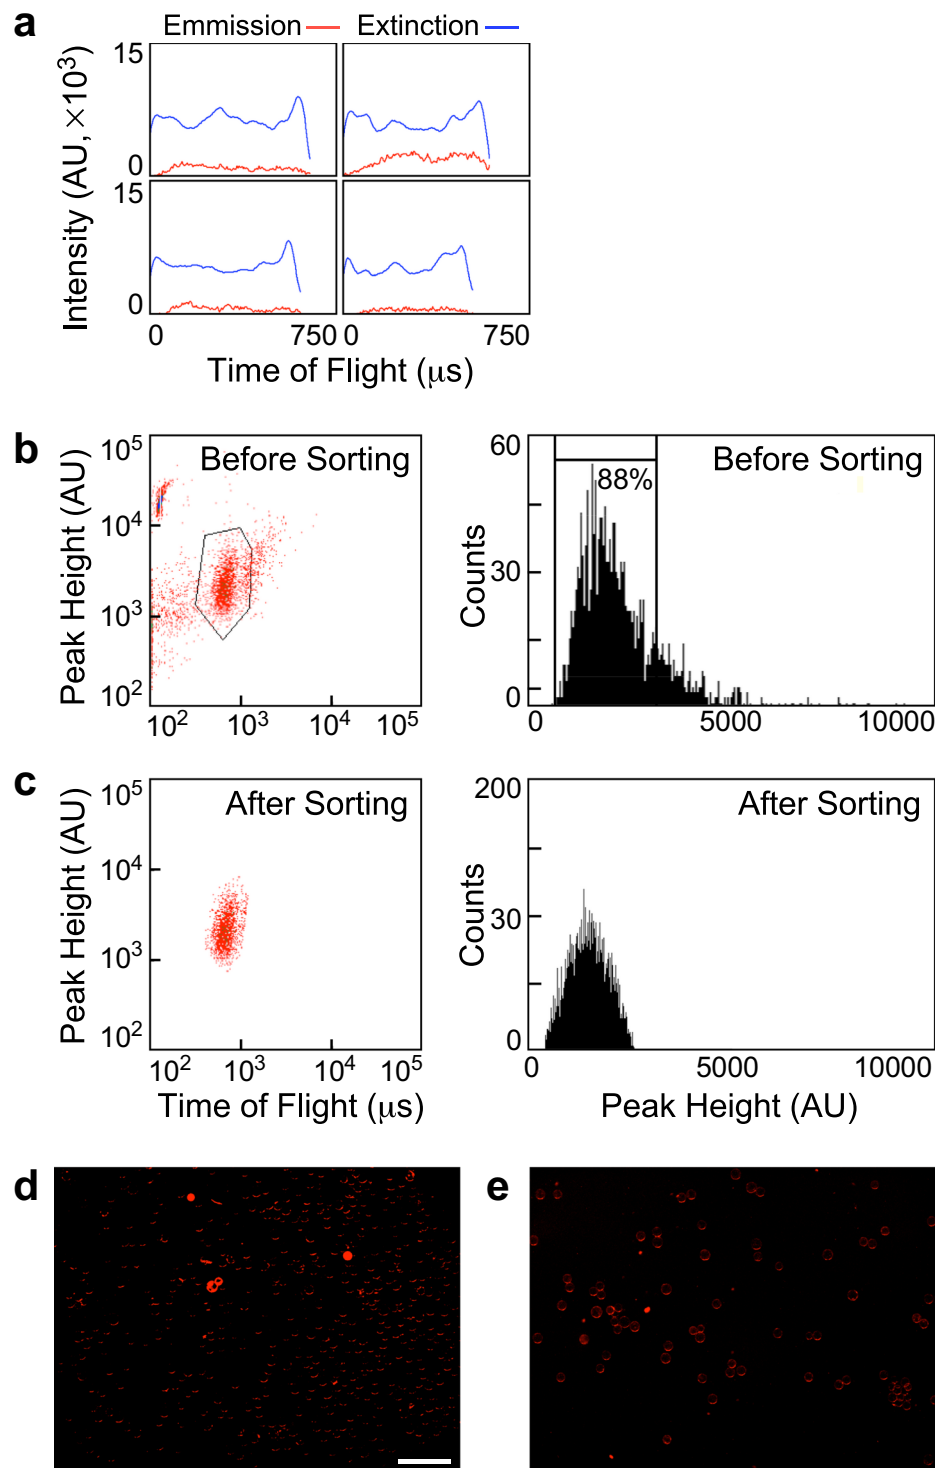 a
Emmission Extinction
15
0
15
0
Intensity (AU, ×10³)
0 750 0 750
Time of Flight (μs)
b
10⁵
10⁴
10³
10²
Peak Height (AU)
Before Sorting
10² 10³ 10⁴ 10⁵
60
30
0
Counts
88%
Before Sorting
0 5000 10000
c
10⁵
10⁴
10³
10²
Peak Height (AU)
After Sorting
10² 10³ 10⁴ 10⁵
Time of Flight (μs)
200
30
0
Counts
After Sorting
0 5000 10000
Peak Height (AU)
d
e